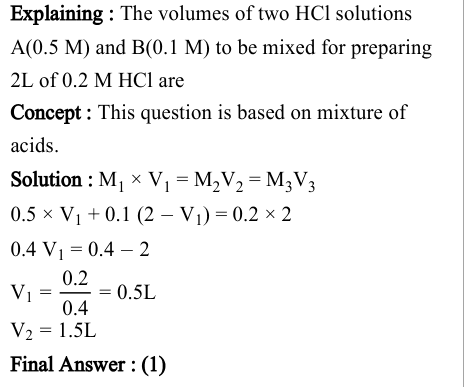 Explaining : The volumes of two HCl solutions
A(0.5 M) and B(0.1 M) to be mixed for preparing
2L of 0.2 M HCl are
Concept : This question is based on mixture of
acids.
Solution : M₁ × V₁ = M₂V₂ = M₃V₃
0.5 × V₁ + 0.1 (2 – V₁) = 0.2 × 2
0.4 V₁ = 0.4 – 2
V₁ = 0.2/0.4 = 0.5L
V₂ = 1.5L
Final Answer : (1)